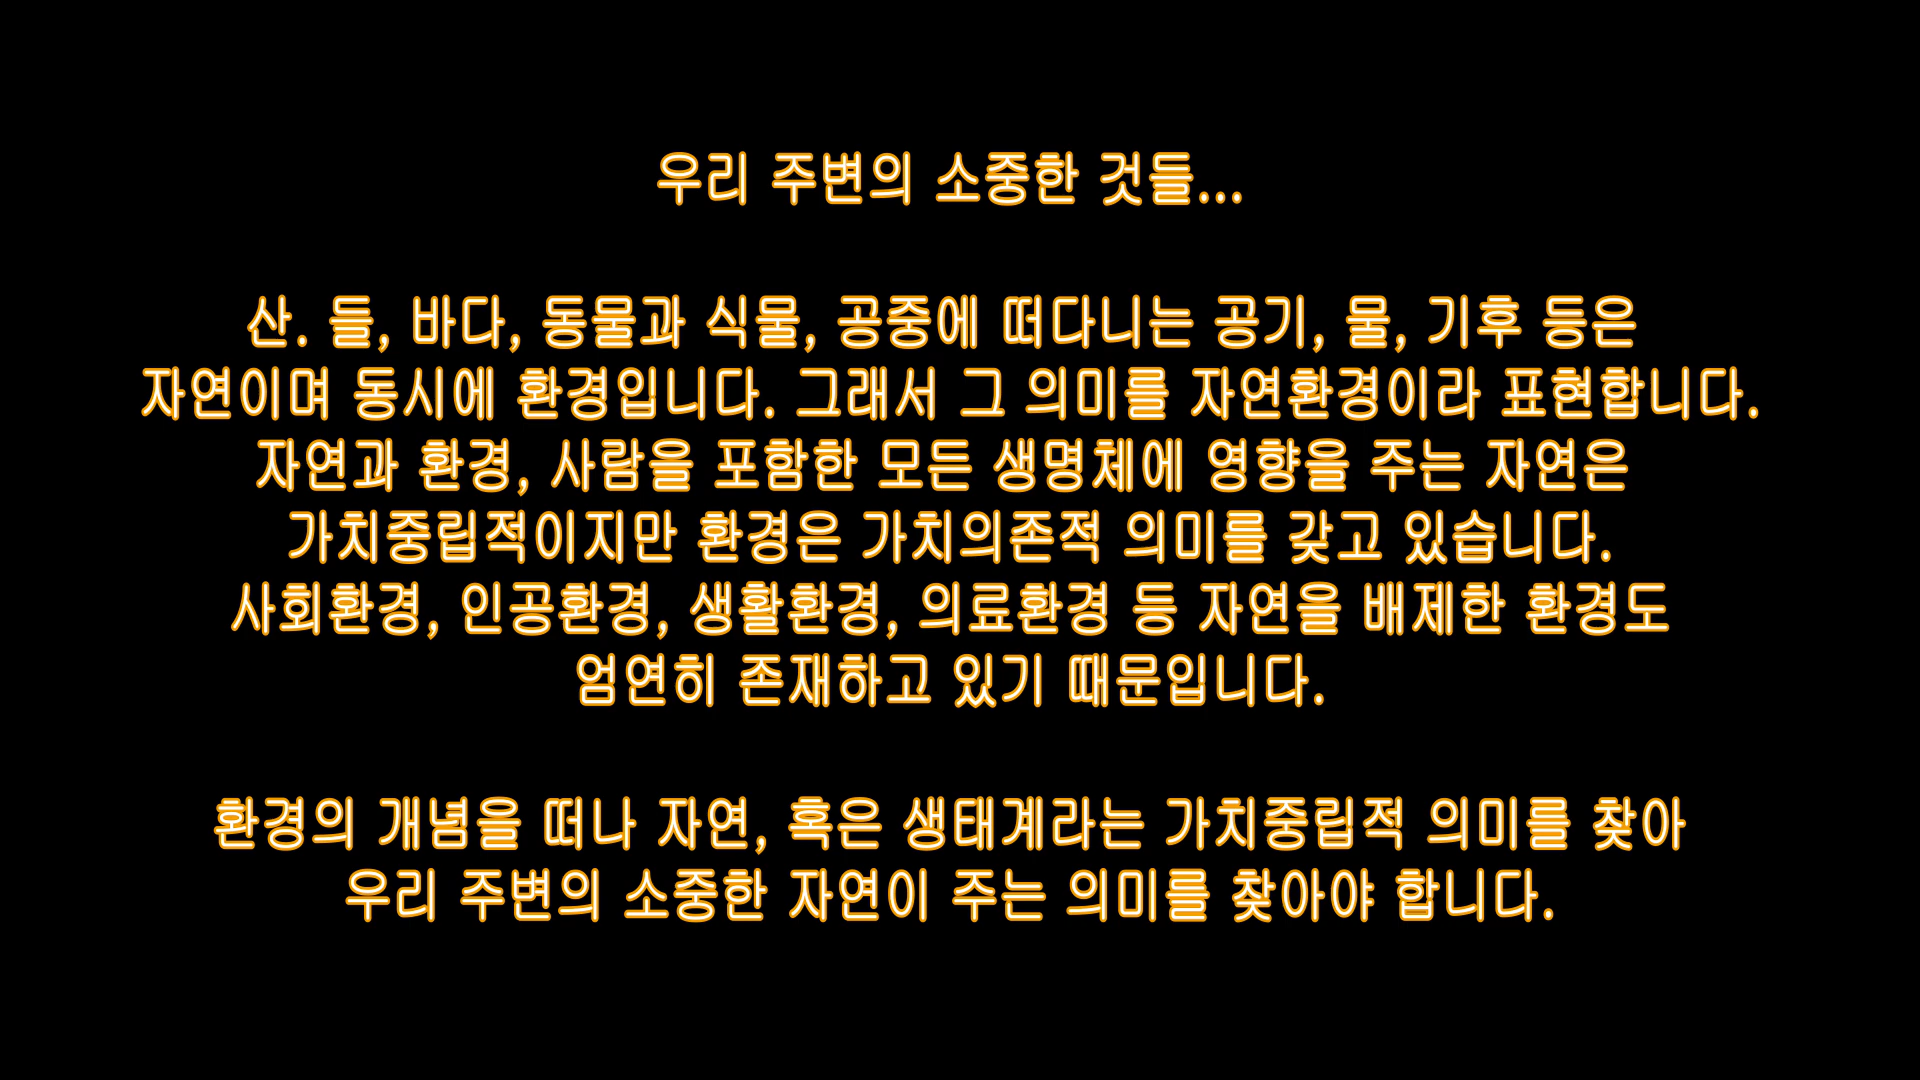 우리 주변의 소중한 것들...
산. 들, 바다, 동물과 식물, 공중에 떠다니는 공기, 물, 기후 등은
자연이며 동시에 환경입니다. 그래서 그 의미를 자연환경이라 표현합니다.
자연과 환경, 사람을 포함한 모든 생명체에 영향을 주는 자연은
가치중립적이지만 환경은 가치의존적 의미를 갖고 있습니다.
사회환경, 인공환경, 생활환경, 의료환경 등 자연을 배제한 환경도
엄연히 존재하고 있기 때문입니다.
환경의 개념을 떠나 자연, 혹은 생태계라는 가치중립적 의미를 찾아
우리 주변의 소중한 자연이 주는 의미를 찾아야 합니다.